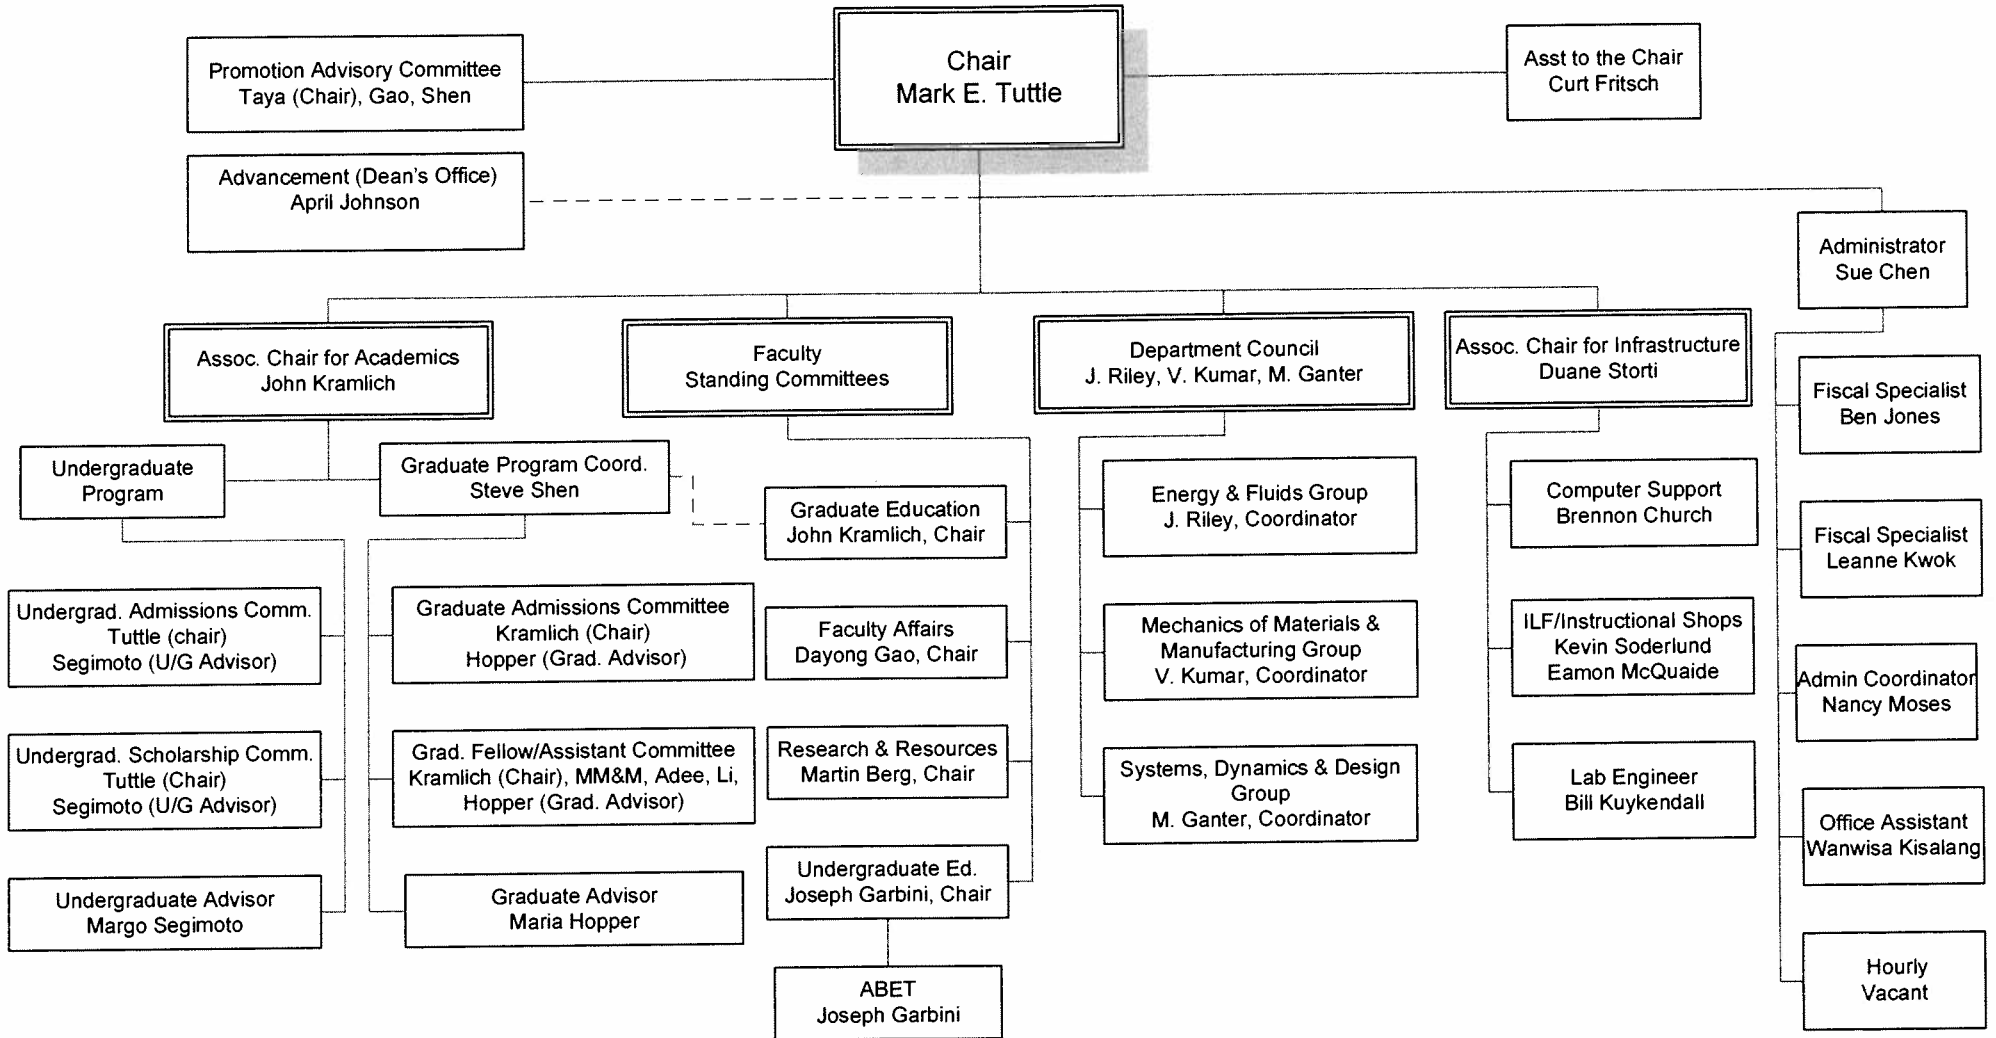 Chair
Mark E. Tuttle
Promotion Advisory Committee
Taya (Chair), Gao, Shen
Asst to the Chair
Curt Fritsch
Advancement (Dean's Office)
April Johnson
Administrator
Sue Chen
Assoc. Chair for Academics
John Kramlich
Faculty
Standing Committees
Department Council
J. Riley, V. Kumar, M. Ganter
Assoc. Chair for Infrastructure
Duane Storti
Undergraduate
Program
Graduate Program Coord.
Steve Shen
Undergrad. Admissions Comm.
Tuttle (chair)
Segimoto (U/G Advisor)
Undergrad. Scholarship Comm.
Tuttle (Chair)
Segimoto (U/G Advisor)
Undergraduate Advisor
Margo Segimoto
Graduate Admissions Committee
Kramlich (Chair)
Hopper (Grad. Advisor)
Grad. Fellow/Assistant Committee
Kramlich (Chair), MM&M, Adee, Li,
Hopper (Grad. Advisor)
Graduate Advisor
Maria Hopper
Graduate Education
John Kramlich, Chair
Faculty Affairs
Dayong Gao, Chair
Research & Resources
Martin Berg, Chair
Undergraduate Ed.
Joseph Garbini, Chair
ABET
Joseph Garbini
Energy & Fluids Group
J. Riley, Coordinator
Mechanics of Materials &
Manufacturing Group
V. Kumar, Coordinator
Systems, Dynamics & Design
Group
M. Ganter, Coordinator
Computer Support
Brennon Church
ILF/Instructional Shops
Kevin Soderlund
Eamon McQuaide
Lab Engineer
Bill Kuykendall
Fiscal Specialist
Ben Jones
Fiscal Specialist
Leanne Kwok
Admin Coordinator
Nancy Moses
Office Assistant
Wanwisa Kisalang
Hourly
Vacant